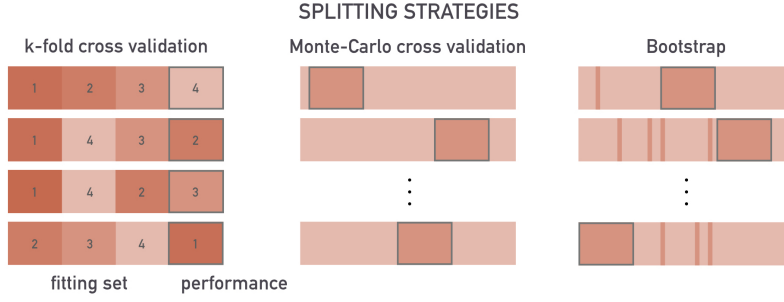 SPLITTING STRATEGIES
k-fold cross validation Monte-Carlo cross validation Bootstrap
1 2 3 4
1 4 3 2
1 4 2 3
2 3 4 1
fitting set performance